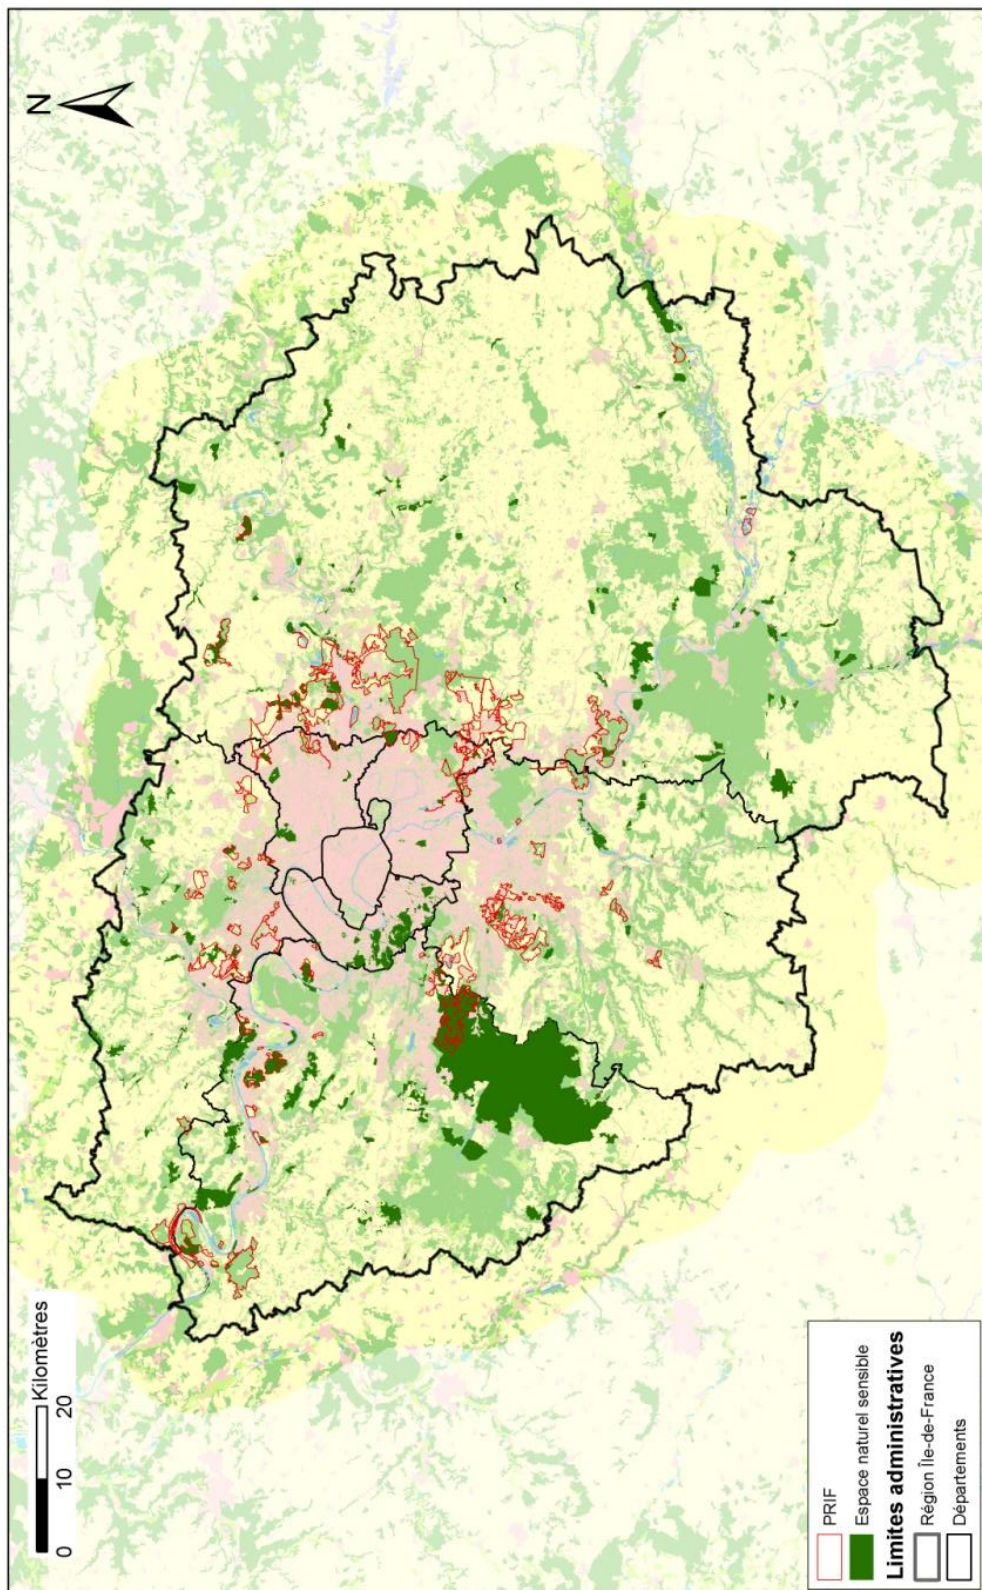 N
0 10 20 Kilomètres
PRIF
Espace naturel sensible
Limites administratives
Région Île-de-France
Départements